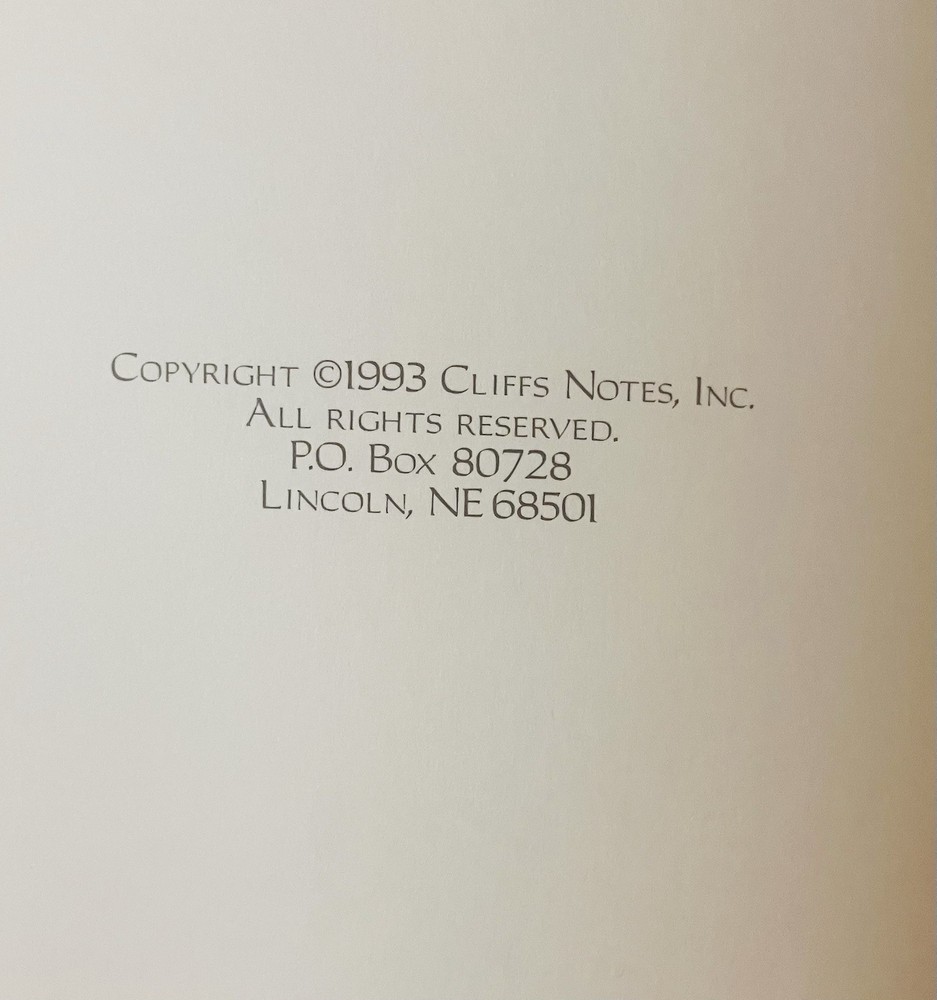 Copyright ©1993 Cliffs Notes, Inc.
All rights reserved.
P.O. Box 80728
Lincoln, NE 68501